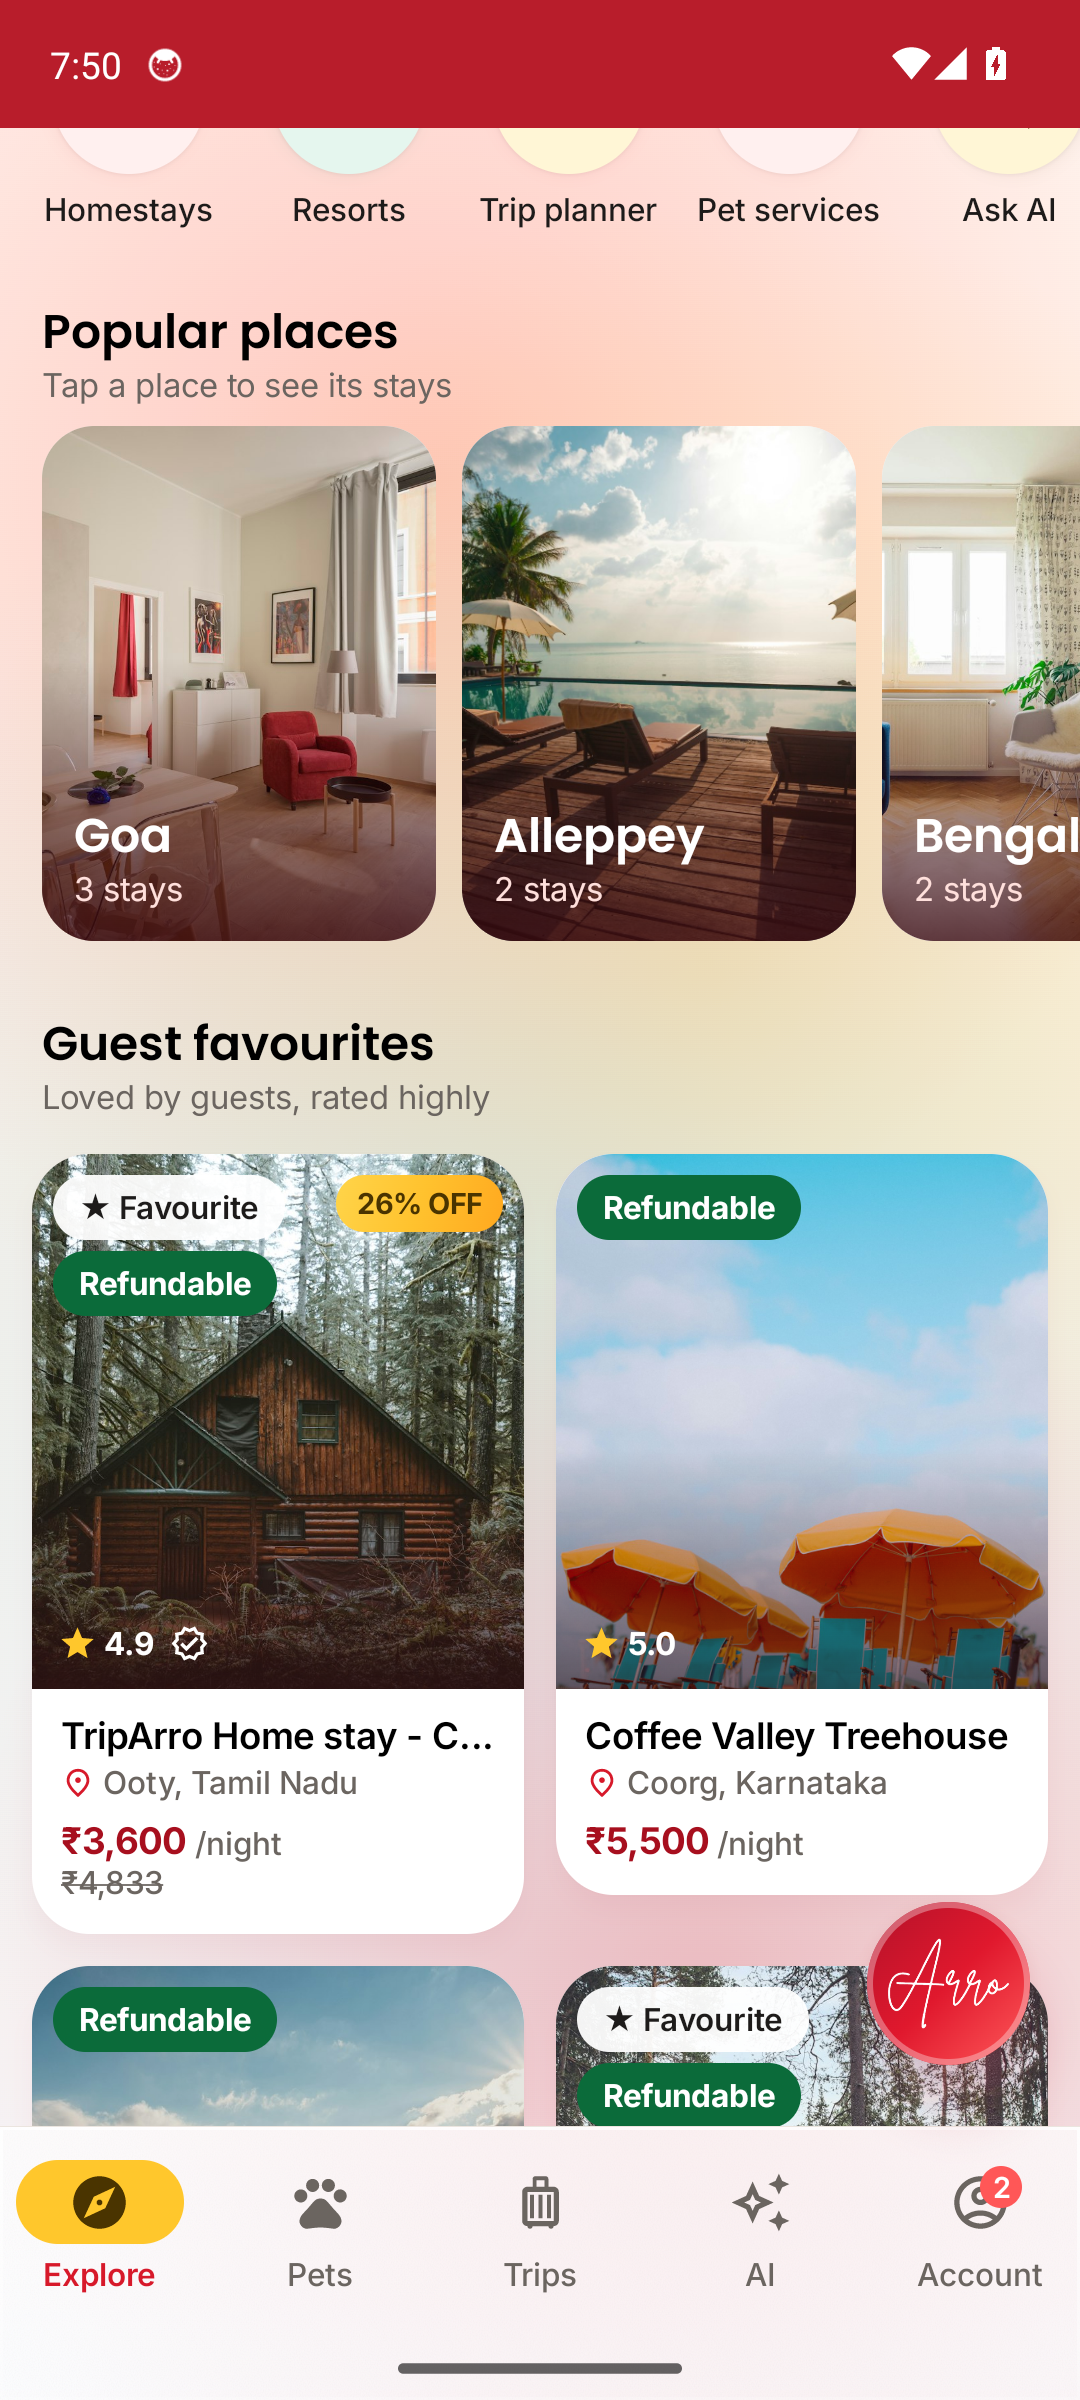 7:50
Homestays
Resorts
Trip planner
Pet services
Ask AI
Popular places
Tap a place to see its stays
Goa
3 stays
Alleppey
2 stays
Bengal
2 stays
Guest favourites
Loved by guests, rated highly
★ Favourite
26% OFF
Refundable
4.9
TripArro Home stay - C...
Ooty, Tamil Nadu
₹3,600 /night
₹4,833
Refundable
5.0
Coffee Valley Treehouse
Coorg, Karnataka
₹5,500 /night
Arro
Refundable
★ Favourite
Refundable
Explore
Pets
Trips
AI
2
Account